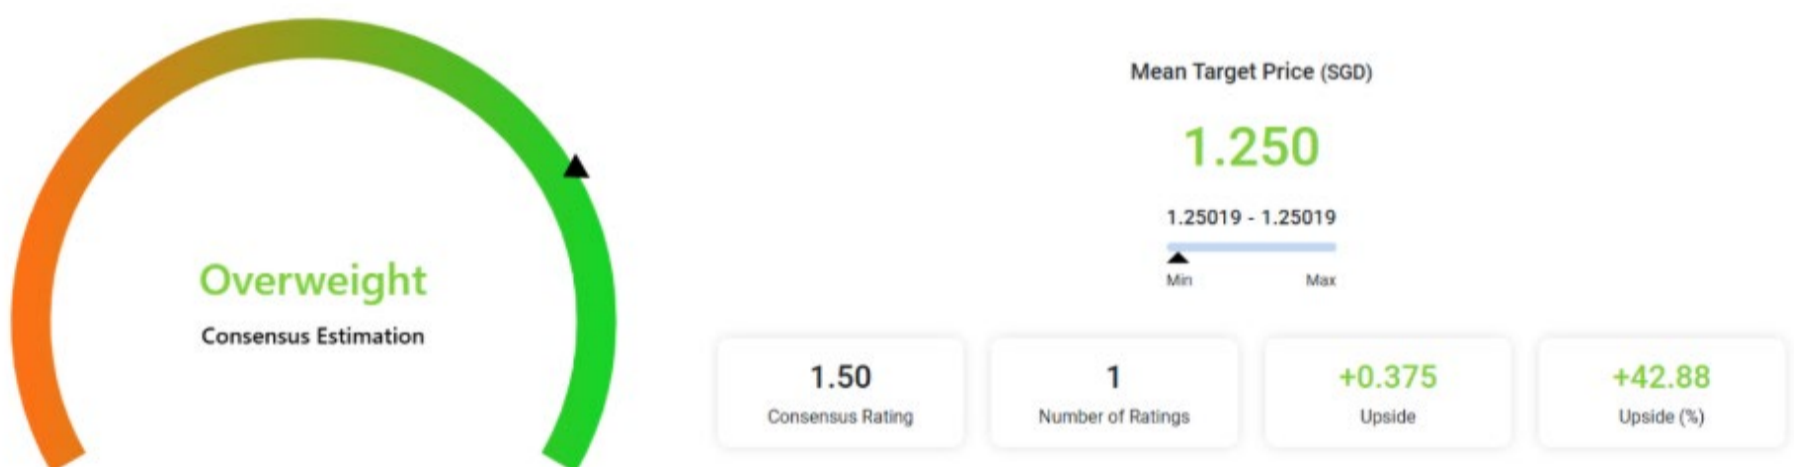 Overweight
Consensus Estimation
Mean Target Price (SGD)
1.250
1.25019 - 1.25019
Min Max
1.50
Consensus Rating
1
Number of Ratings
+0.375
Upside
+42.88
Upside (%)